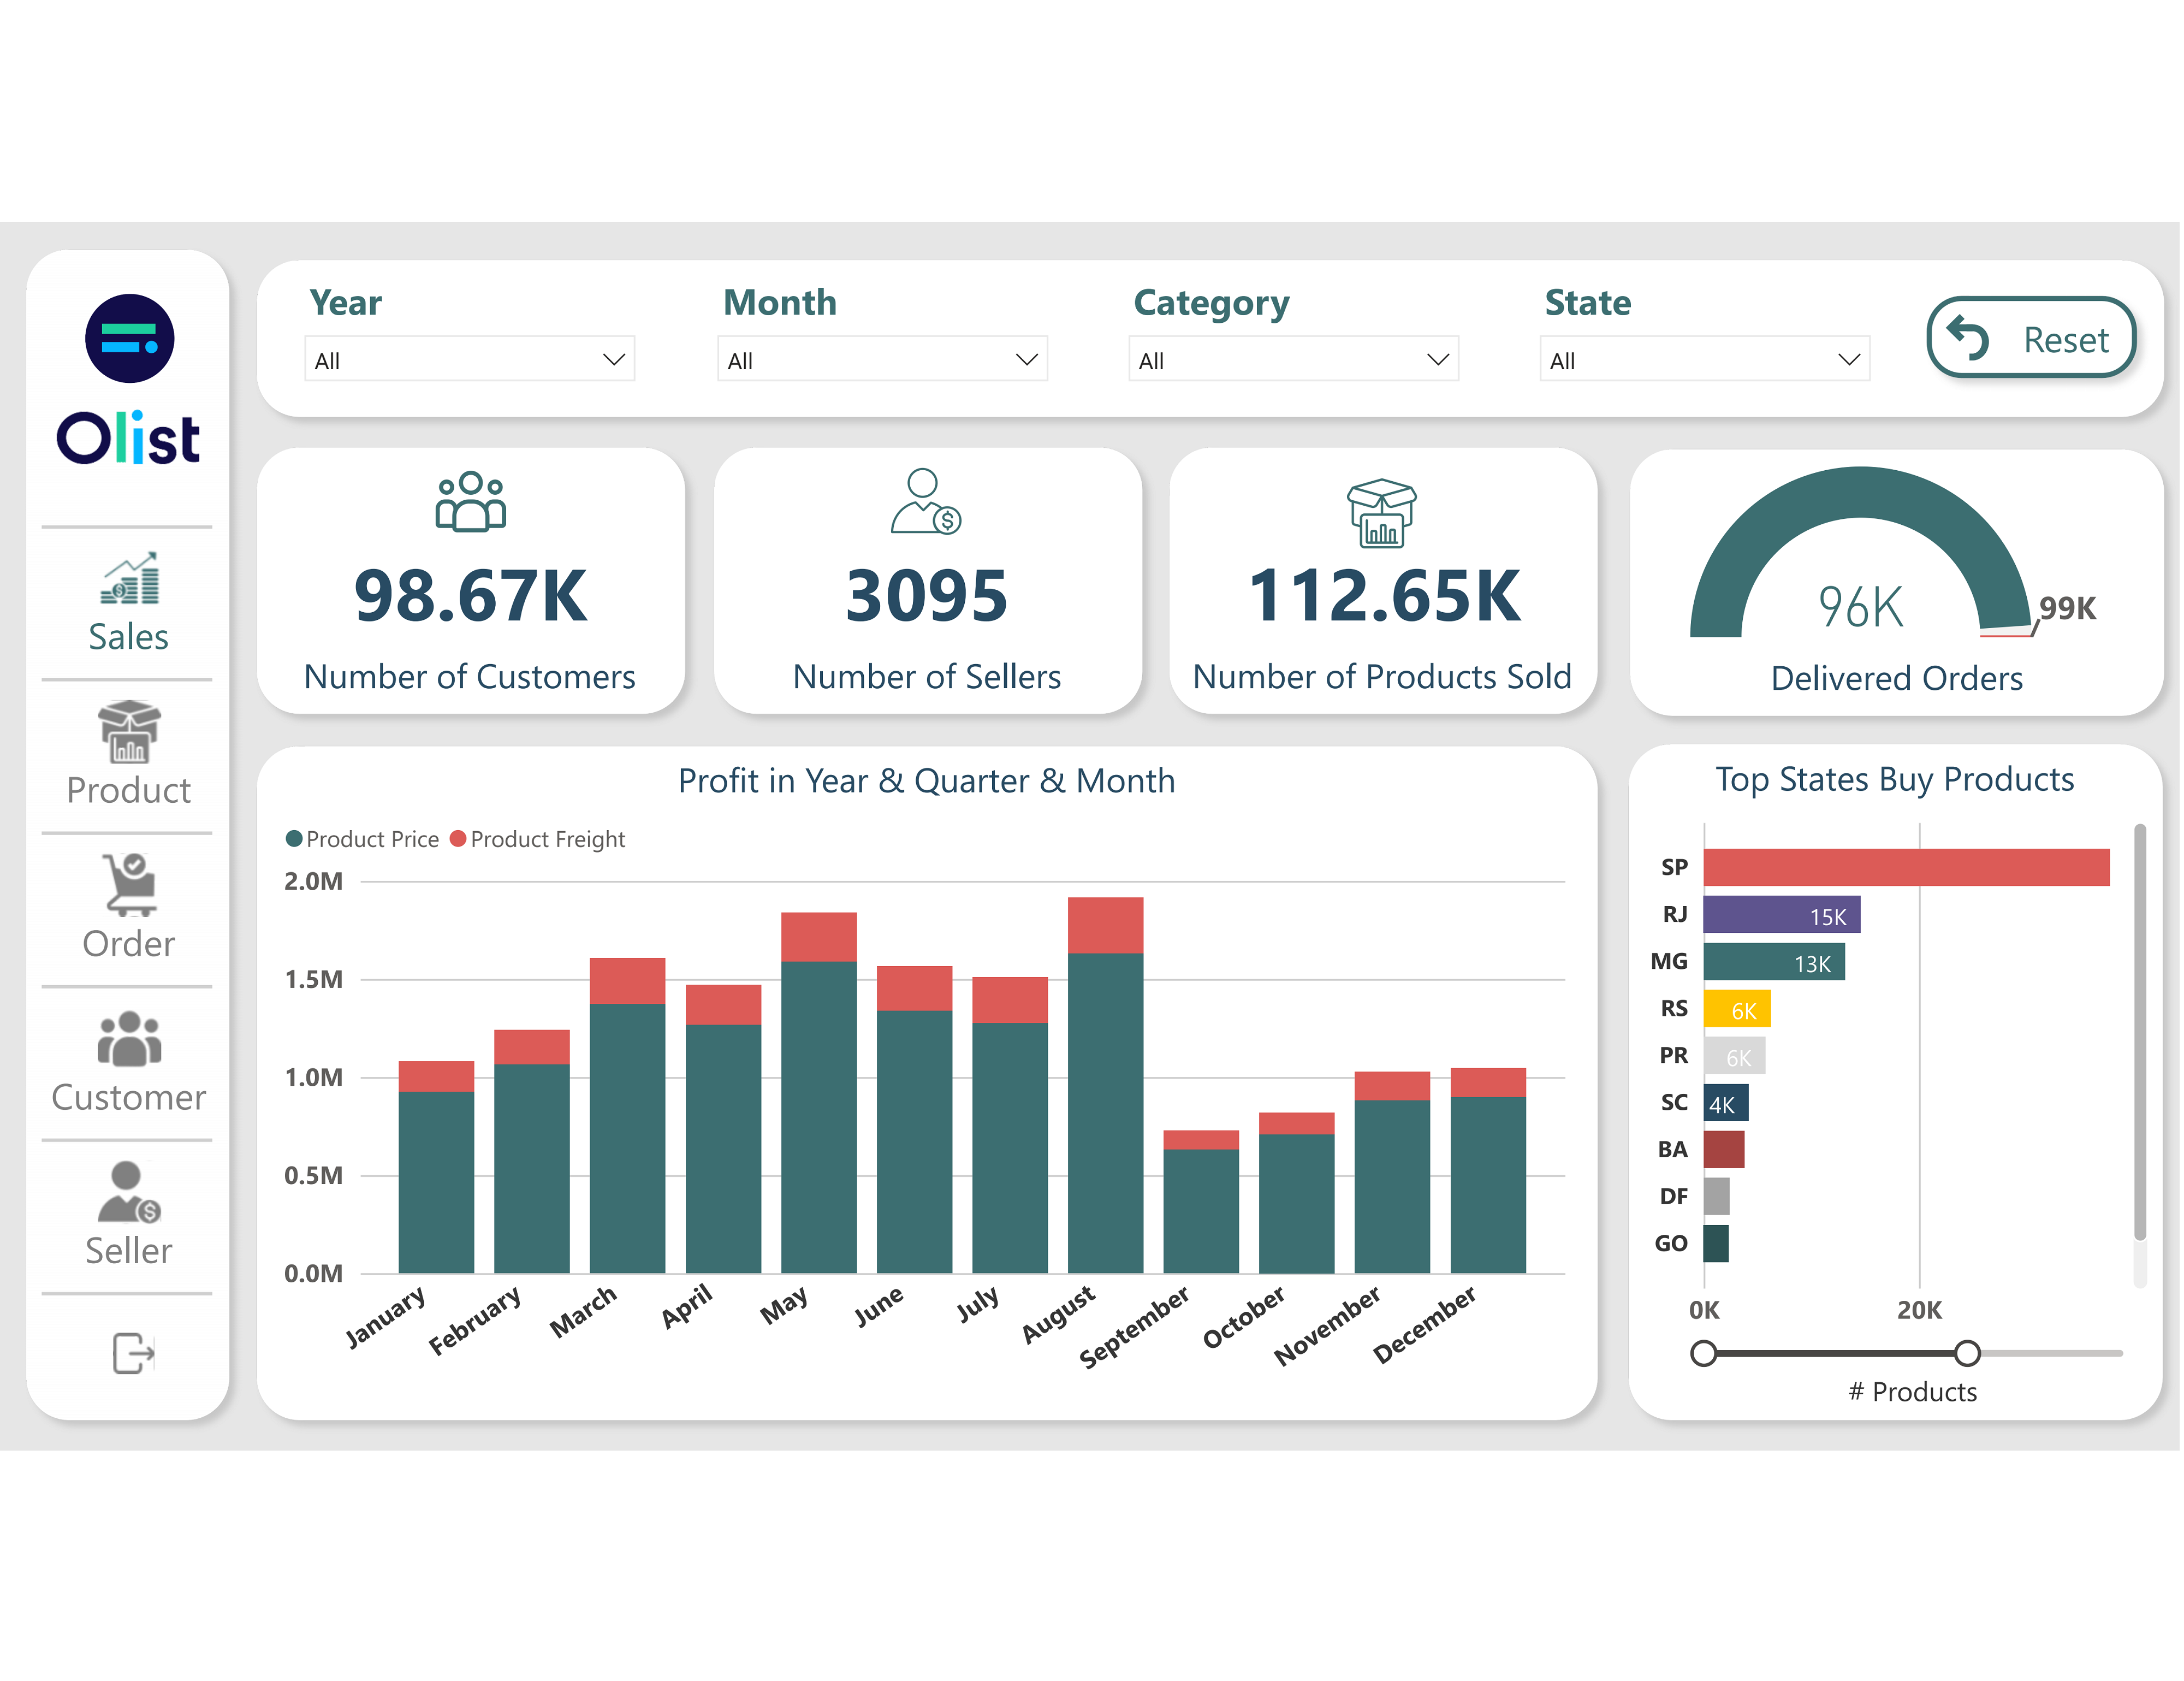 Olist
Sales
Product
Order
Customer
Seller
Year
All
Month
All
Category
All
State
All
Reset
98.67K
Number of Customers
3095
Number of Sellers
112.65K
Number of Products Sold
96K
99K
Delivered Orders
Profit in Year & Quarter & Month
Product Price
Product Freight
2.0M
1.5M
1.0M
0.5M
0.0M
January
February
March
April
May
June
July
August
September
October
November
December
Top States Buy Products
SP
RJ 15K
MG 13K
RS 6K
PR 6K
SC 4K
BA
DF
GO
0K 20K
# Products